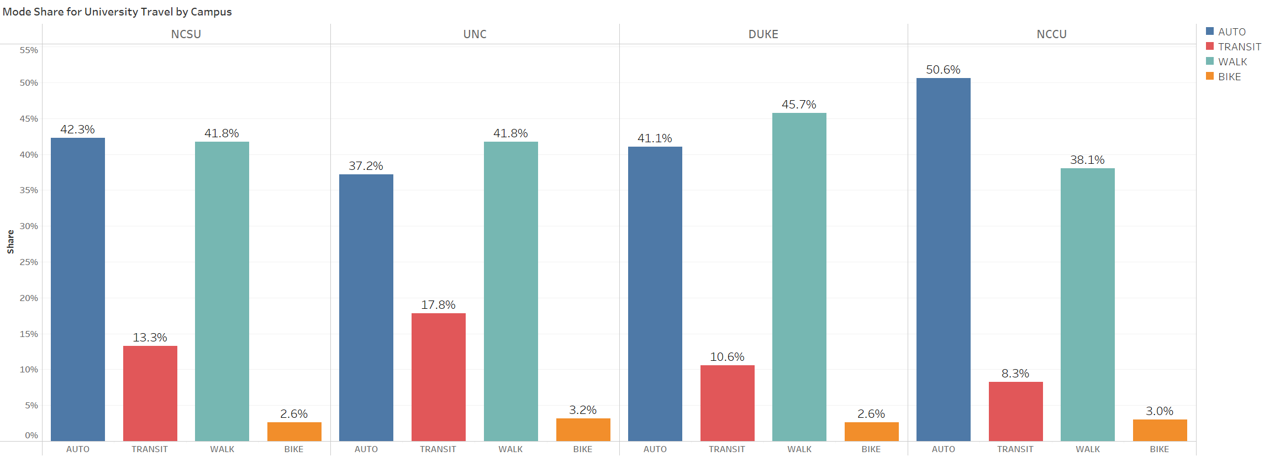 Mode Share for University Travel by Campus
NCSU UNC DUKE NCCU
AUTO
TRANSIT
WALK
BIKE
Share
55%
50%
45%
40%
35%
30%
25%
20%
15%
10%
5%
0%
42.3% 13.3% 41.8% 2.6%
37.2% 17.8% 41.8% 3.2%
41.1% 10.6% 45.7% 2.6%
50.6% 8.3% 38.1% 3.0%
AUTO TRANSIT WALK BIKE AUTO TRANSIT WALK BIKE AUTO TRANSIT WALK BIKE AUTO TRANSIT WALK BIKE